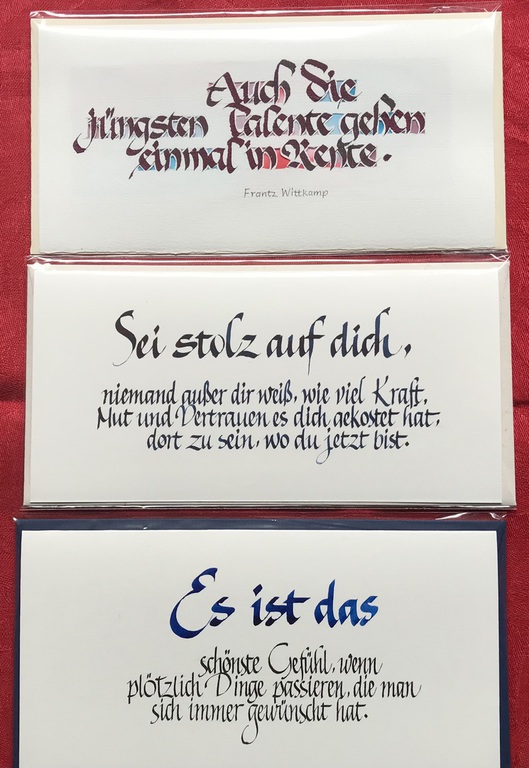 Auch die
jüngsten Talente gehen
einmal in Rente.
Frantz Wittkamp
Sei stolz auf dich,
niemand außer dir weiß, wie viel Kraft,
Mut und Vertrauen es dich gekostet hat,
dort zu sein, wo du jetzt bist.
Es ist das
schönste Gefühl, wenn
plötzlich Dinge passieren, die man
sich immer gewünscht hat.